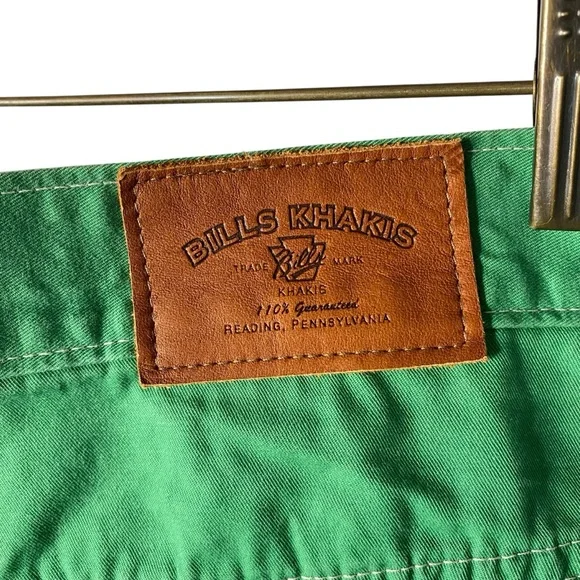 BILLS KHAKIS
TRADE Bills MARK
KHAKIS
110% Guaranteed
READING, PENNSYLVANIA